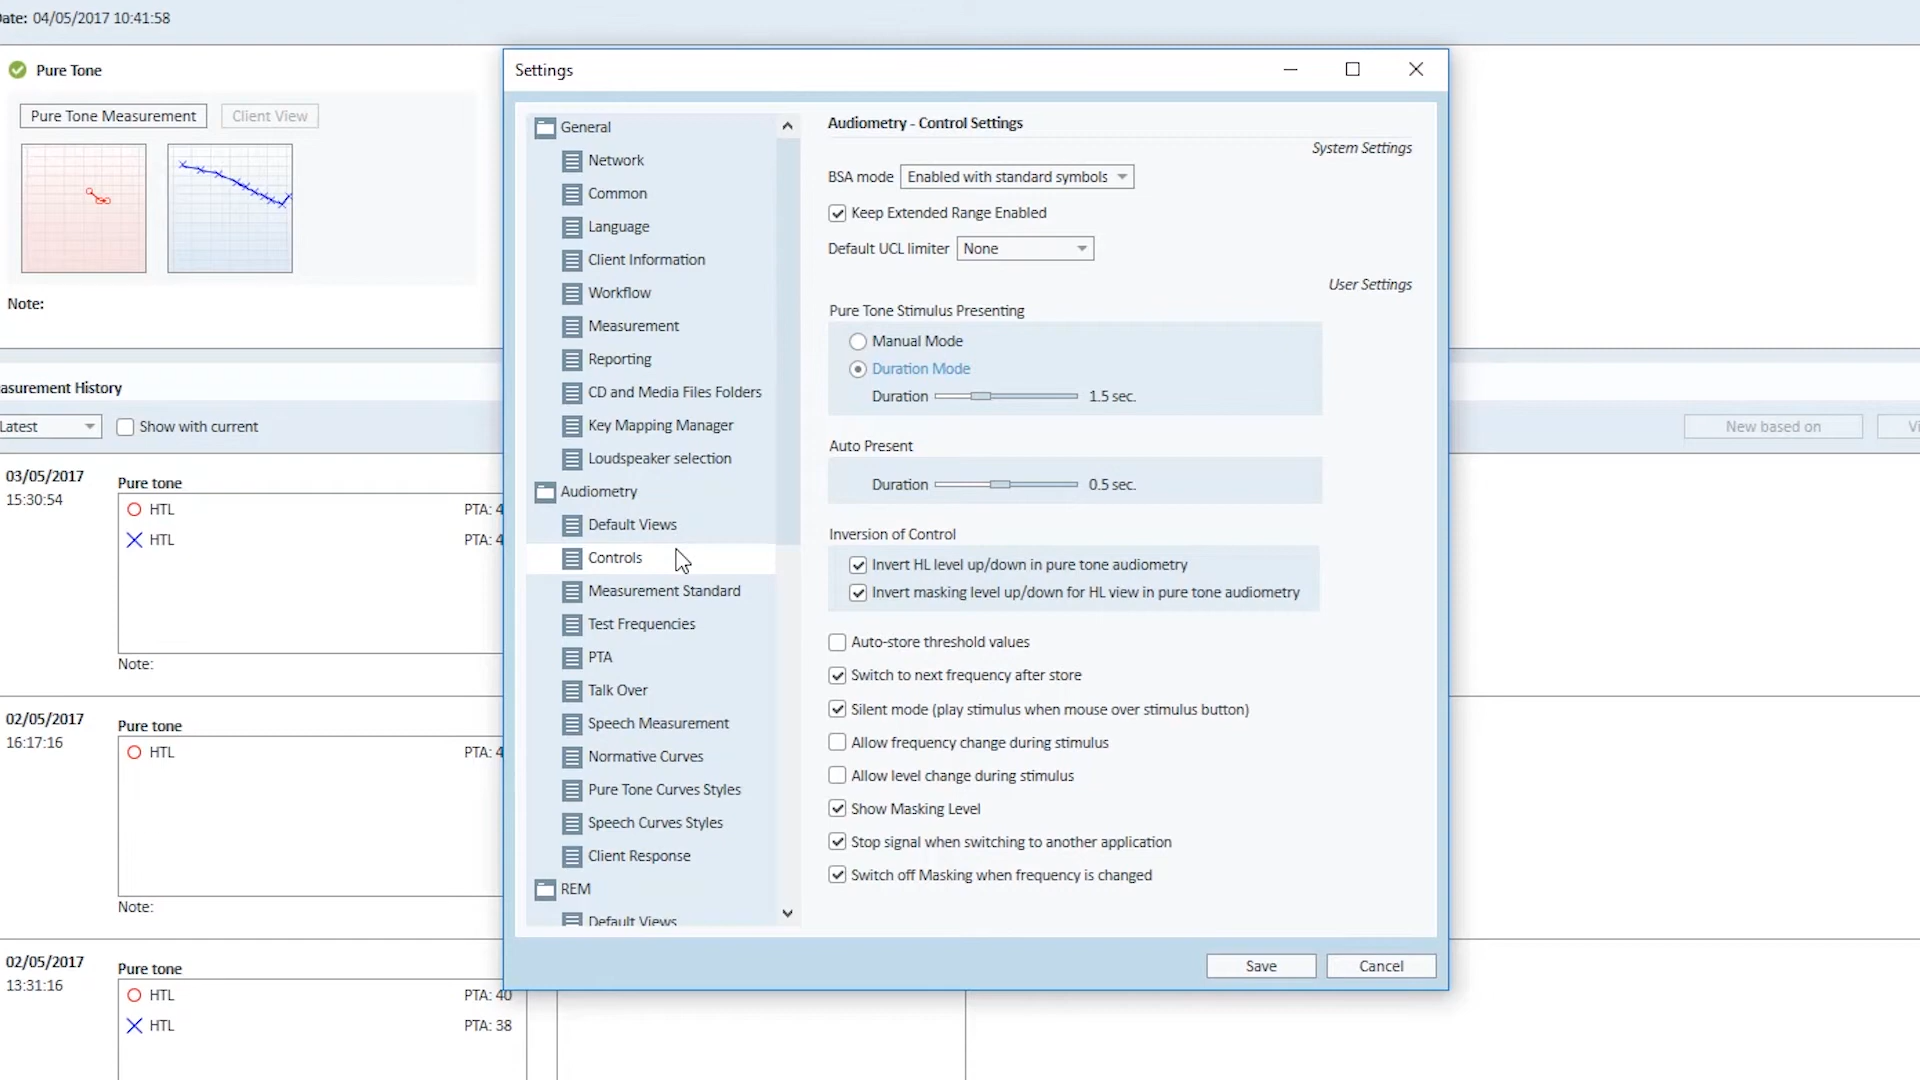 ate: 04/05/2017 10:41:58
Pure Tone
Pure Tone Measurement
Client View
Note:
asurement History
Latest
Show with current
New based on
Vi
03/05/2017
15:30:54
Pure tone
HTL PTA: 4
HTL PTA: 4
Note:
02/05/2017
16:17:16
Pure tone
HTL PTA: 4
Note:
02/05/2017
13:31:16
Pure tone
HTL PTA: 40
HTL PTA: 38
Settings
General
Network
Common
Language
Client Information
Workflow
Measurement
Reporting
CD and Media Files Folders
Key Mapping Manager
Loudspeaker selection
Audiometry
Default Views
Controls
Measurement Standard
Test Frequencies
PTA
Talk Over
Speech Measurement
Normative Curves
Pure Tone Curves Styles
Speech Curves Styles
Client Response
REM
Default Views
Audiometry - Control Settings
System Settings
BSA mode Enabled with standard symbols
Keep Extended Range Enabled
Default UCL limiter None
User Settings
Pure Tone Stimulus Presenting
Manual Mode
Duration Mode
Duration 1.5 sec.
Auto Present
Duration 0.5 sec.
Inversion of Control
Invert HL level up/down in pure tone audiometry
Invert masking level up/down for HL view in pure tone audiometry
Auto-store threshold values
Switch to next frequency after store
Silent mode (play stimulus when mouse over stimulus button)
Allow frequency change during stimulus
Allow level change during stimulus
Show Masking Level
Stop signal when switching to another application
Switch off Masking when frequency is changed
Save
Cancel